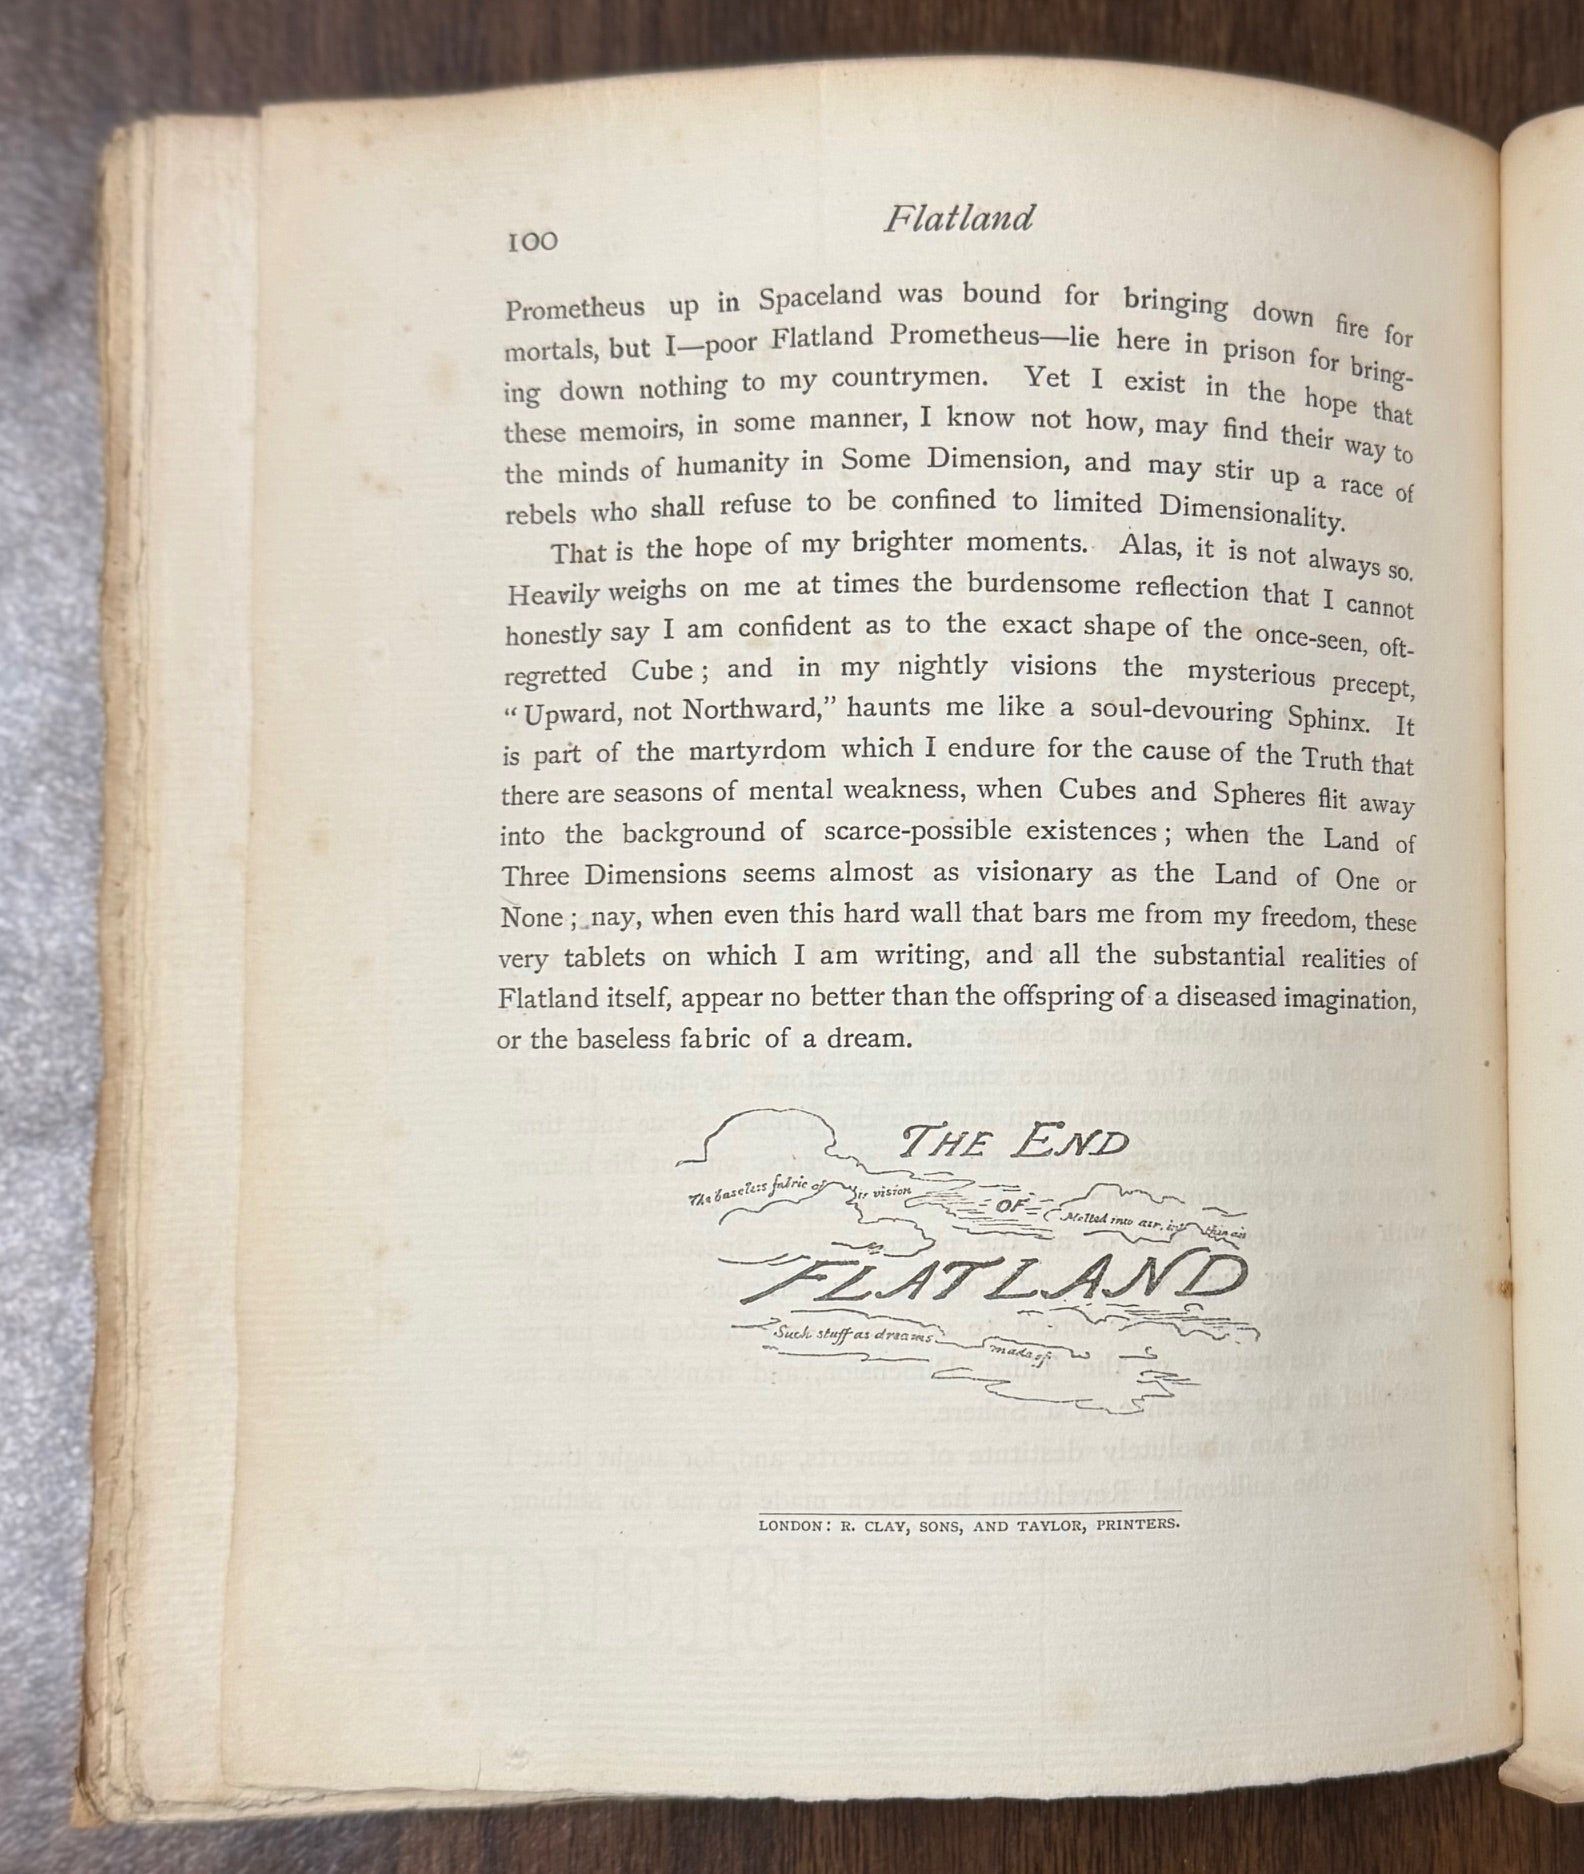 100
Flatland
Prometheus up in Spaceland was bound for bringing down fire for
mortals, but I—poor Flatland Prometheus—lie here in prison for bring-
ing down nothing to my countrymen. Yet I exist in the hope that
these memoirs, in some manner, I know not how, may find their way to
the minds of humanity in Some Dimension, and may stir up a race of
rebels who shall refuse to be confined to limited Dimensionality.
That is the hope of my brighter moments. Alas, it is not always so.
Heavily weighs on me at times the burdensome reflection that I cannot
honestly say I am confident as to the exact shape of the once-seen, oft-
regretted Cube; and in my nightly visions the mysterious precept,
“Upward, not Northward,” haunts me like a soul-devouring Sphinx. It
is part of the martyrdom which I endure for the cause of the Truth that
there are seasons of mental weakness, when Cubes and Spheres flit away
into the background of scarce-possible existences; when the Land of
Three Dimensions seems almost as visionary as the Land of One or
None; nay, when even this hard wall that bars me from my freedom, these
very tablets on which I am writing, and all the substantial realities of
Flatland itself, appear no better than the offspring of a diseased imagination,
or the baseless fabric of a dream.
THE END
The baseless fabric of vision
OF
Melted into air, into thin air
FLATLAND
Such stuff as dreams
made of
LONDON: R. CLAY, SONS, AND TAYLOR, PRINTERS.